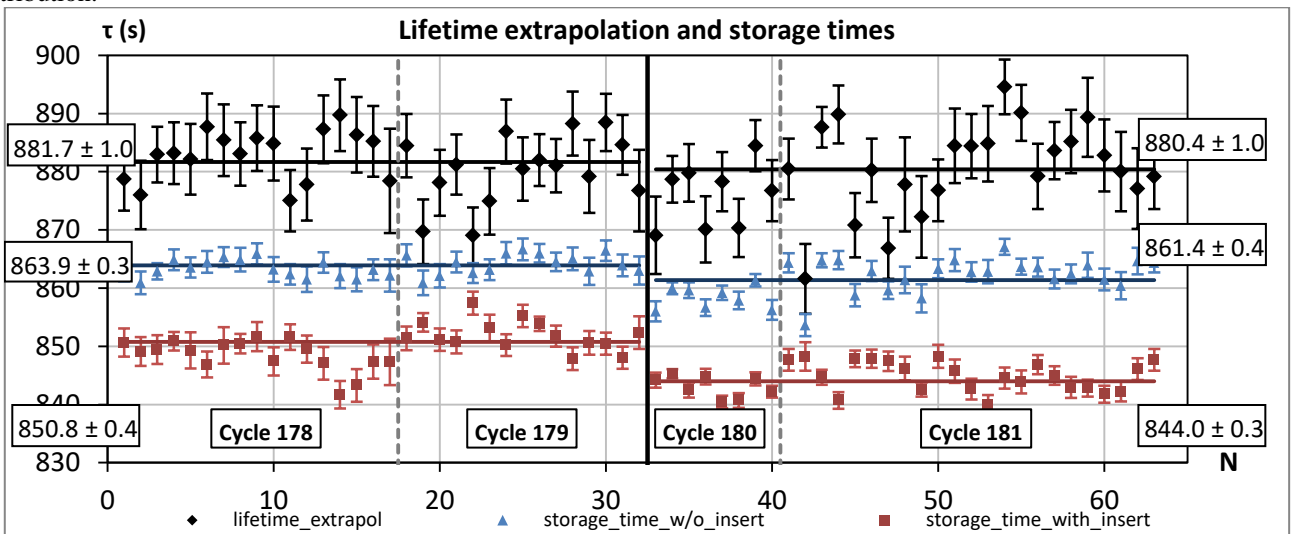 ribution.
τ (s) Lifetime extrapolation and storage times
900
890
881.7 ± 1.0 880.4 ± 1.0
880
870
863.9 ± 0.3 861.4 ± 0.4
860
850
840
850.8 ± 0.4 Cycle 178 Cycle 179 Cycle 180 Cycle 181 844.0 ± 0.3
830 N
0 10 20 30 40 50 60
lifetime_extrapol storage_time_w/o_insert storage_time_with_insert